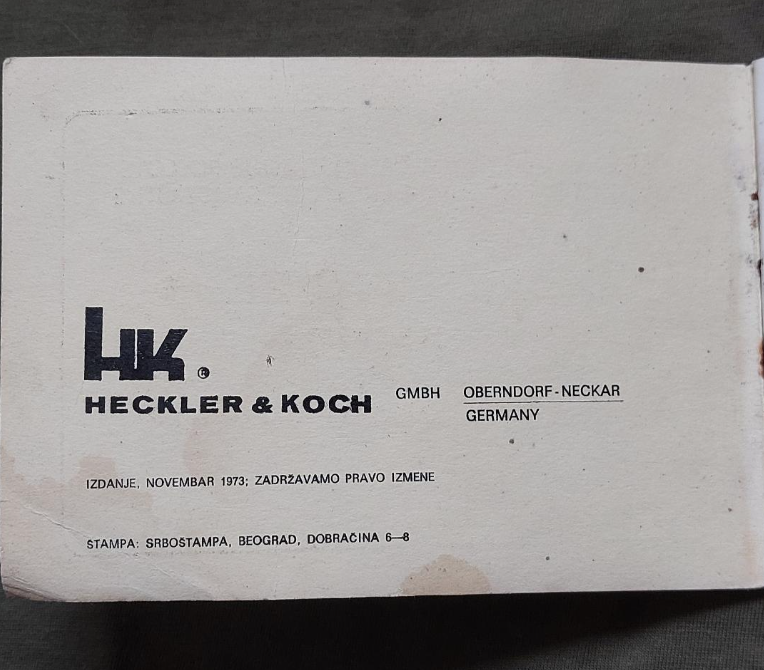 HK ®
HECKLER & KOCH GMBH OBERNDORF-NECKAR
GERMANY
IZDANJE, NOVEMBAR 1973; ZADRŽAVAMO PRAVO IZMENE
ŠTAMPA: SRBOŠTAMPA, BEOGRAD, DOBRAČINA 6—8